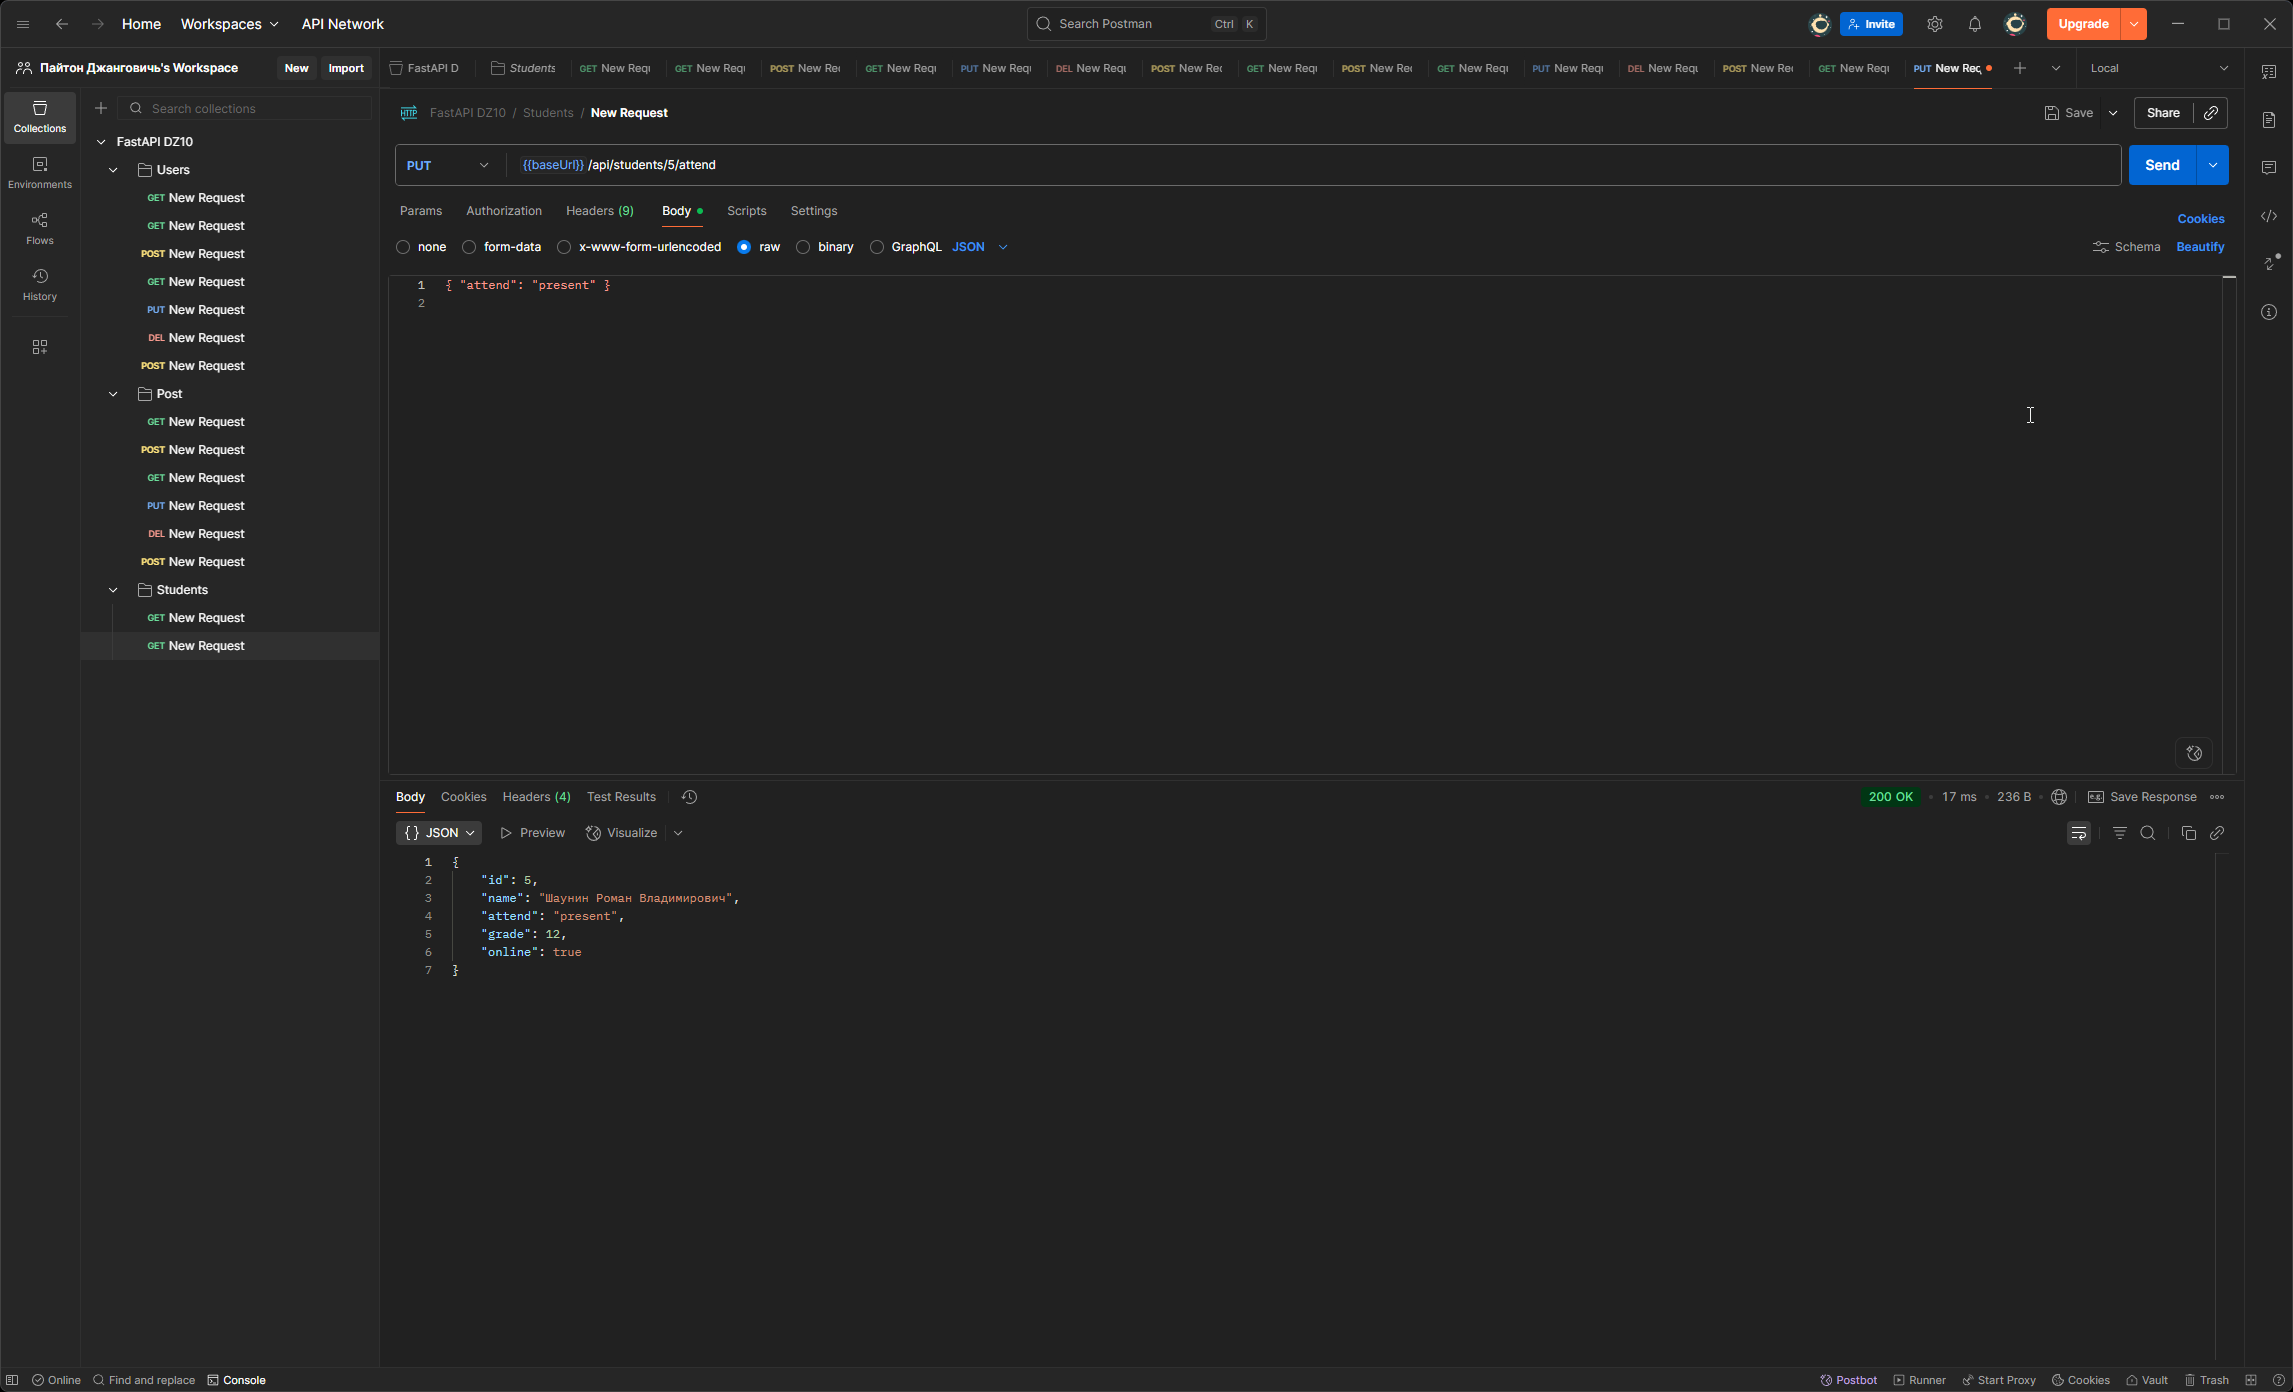 Home Workspaces API Network Search Postman Ctrl K Invite Upgrade
Пайтон Джанговичь's Workspace New Import FastAPI D Students GET New Requ GET New Requ POST New Rec GET New Requ PUT New Requ DEL New Requ POST New Rec GET New Requ POST New Rec GET New Requ PUT New Requ DEL New Requ POST New Rec GET New Requ PUT New Req Local
Collections
Environments
Flows
History
Search collections
FastAPI DZ10
Users
GET New Request
GET New Request
POST New Request
GET New Request
PUT New Request
DEL New Request
POST New Request
Post
GET New Request
POST New Request
GET New Request
PUT New Request
DEL New Request
POST New Request
Students
GET New Request
GET New Request
HTTP FastAPI DZ10 / Students / New Request Save Share
PUT {{baseUrl}} /api/students/5/attend Send
Params Authorization Headers (9) Body Scripts Settings Cookies
none form-data x-www-form-urlencoded raw binary GraphQL JSON Schema Beautify
1 { "attend": "present" }
2
Body Cookies Headers (4) Test Results 200 OK 17 ms 236 B e.g. Save Response
{} JSON Preview Visualize
1 {
2 "id": 5,
3 "name": "Шаунин Роман Владимирович",
4 "attend": "present",
5 "grade": 12,
6 "online": true
7 }
Online Find and replace Console Postbot Runner Start Proxy Cookies Vault Trash